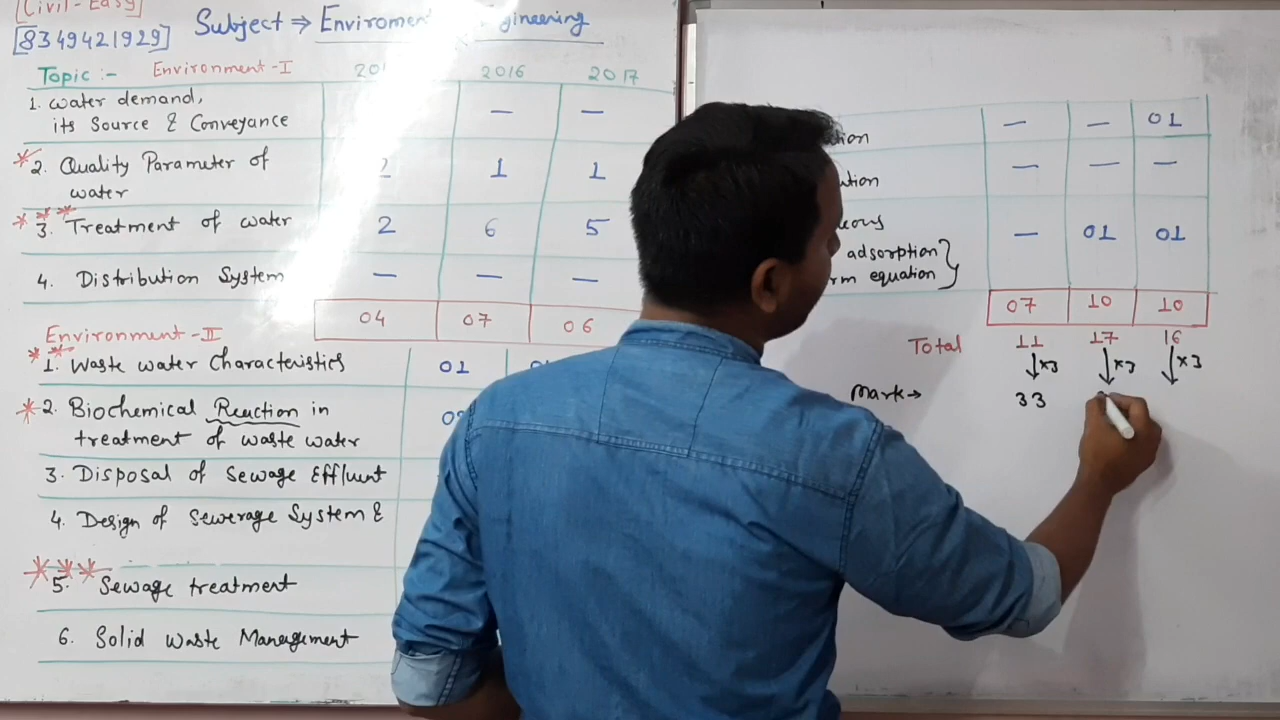 [Civil-Easy]
[8349421929]
Subject ⇒
Topic :- Environment-I 2016 2017
1. Water demand,
its Source & Conveyance — —
* 2. Quality Parameter of
water 2 1 1
*** 3. Treatment of water 2 6 5
4. Distribution System — — —
04 07 06
Environment-II
** 1. Waste water Characteristics 01
* 2. Biochemical Reaction in
treatment of waste water
3. Disposal of Sewage Effluent
4. Design of Sewerage System &
*** 5. Sewage treatment
6. Solid Waste Management
— — 01
— — —
— 01 01
adsorption
equation
07 10 10
Total 11 17 16
×3 ×3 ×3
Mark→ 33